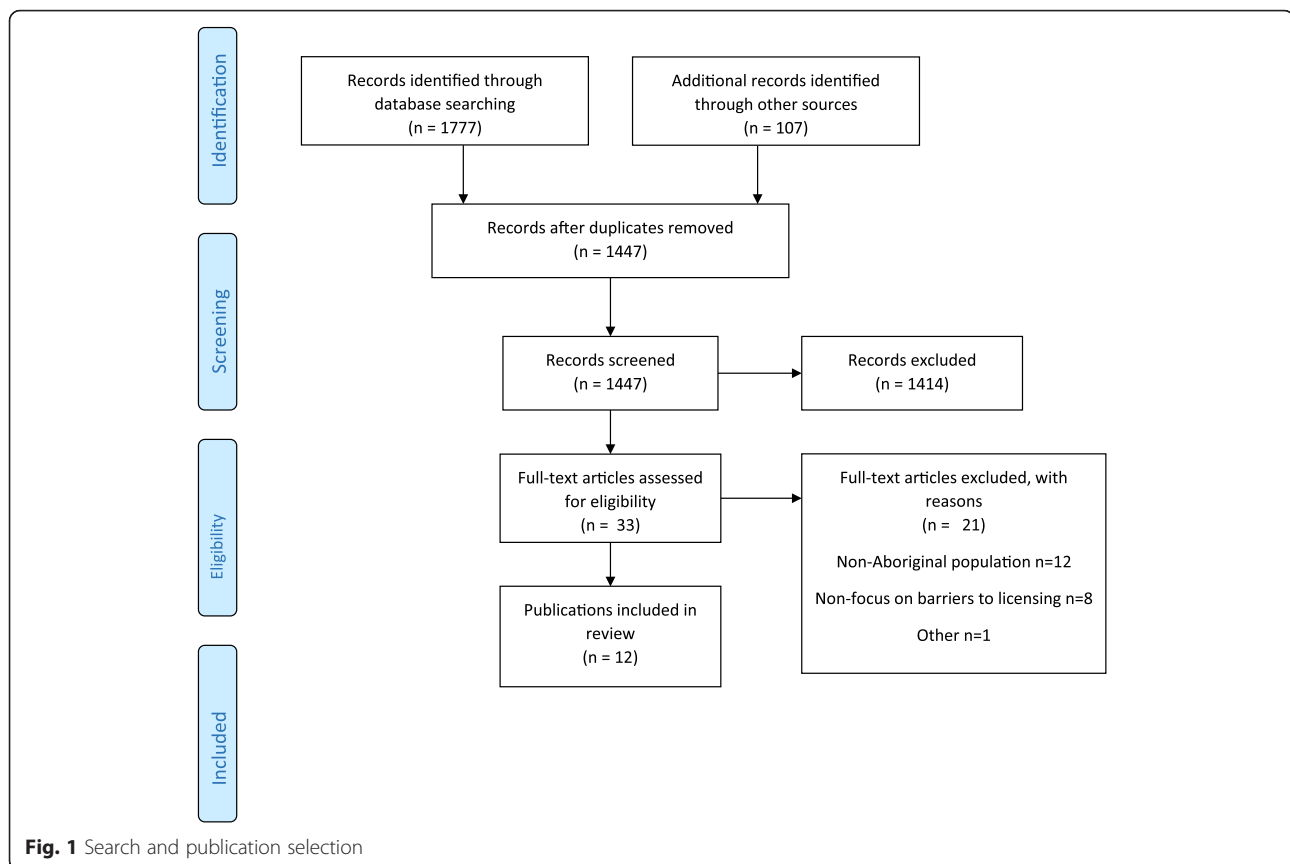 Identification
Records identified through
database searching
(n = 1777)
Additional records identified
through other sources
(n = 107)
Records after duplicates removed
(n = 1447)
Screening
Records screened
(n = 1447)
Records excluded
(n = 1414)
Eligibility
Full-text articles assessed
for eligibility
(n = 33)
Full-text articles excluded, with
reasons
(n = 21)
Non-Aboriginal population n=12
Non-focus on barriers to licensing n=8
Other n=1
Publications included in
review
(n = 12)
Included
Fig. 1 Search and publication selection